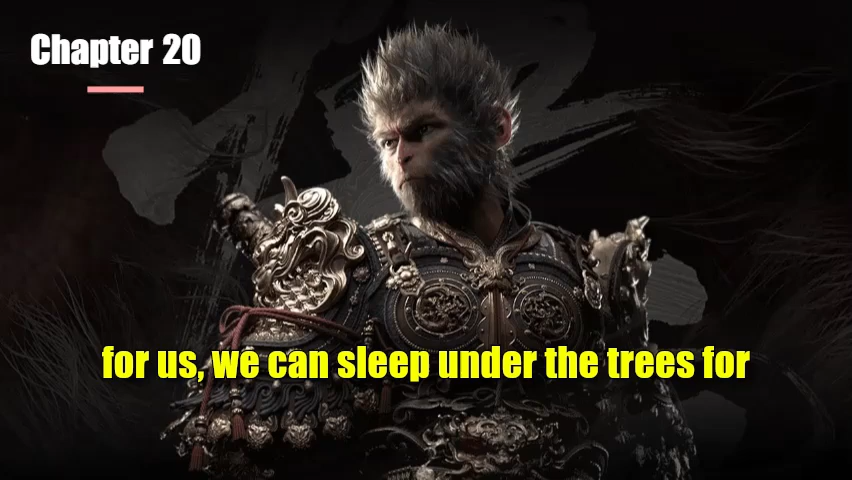 Chapter 20
for us, we can sleep under the trees for